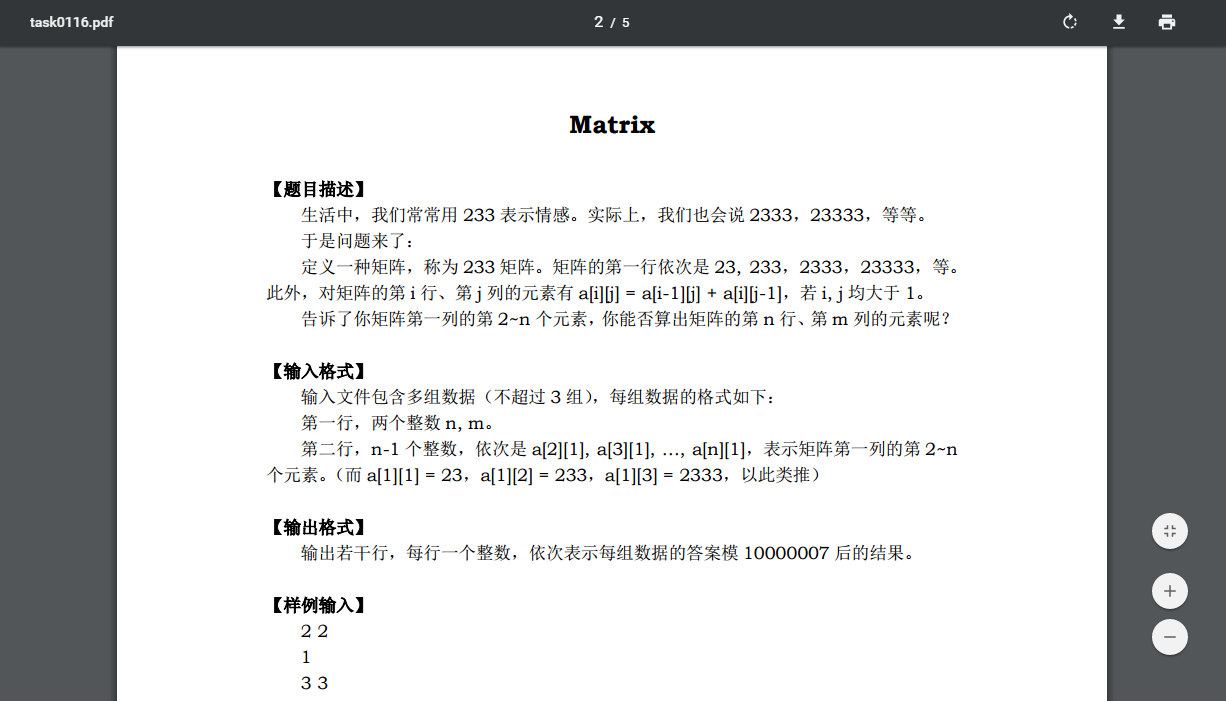 task0116.pdf
2 / 5
Matrix
【题目描述】
生活中，我们常常用 233 表示情感。实际上，我们也会说 2333，23333，等等。
于是问题来了：
定义一种矩阵，称为 233 矩阵。矩阵的第一行依次是 23, 233，2333，23333，等。
此外，对矩阵的第 i 行、第 j 列的元素有 a[i][j] = a[i-1][j] + a[i][j-1]，若 i, j 均大于 1。
告诉了你矩阵第一列的第 2~n 个元素，你能否算出矩阵的第 n 行、第 m 列的元素呢？
【输入格式】
输入文件包含多组数据（不超过 3 组），每组数据的格式如下：
第一行，两个整数 n, m。
第二行，n-1 个整数，依次是 a[2][1], a[3][1], …, a[n][1]，表示矩阵第一列的第 2~n
个元素。（而 a[1][1] = 23，a[1][2] = 233，a[1][3] = 2333，以此类推）
【输出格式】
输出若干行，每行一个整数，依次表示每组数据的答案模 10000007 后的结果。
【样例输入】
2 2
1
3 3